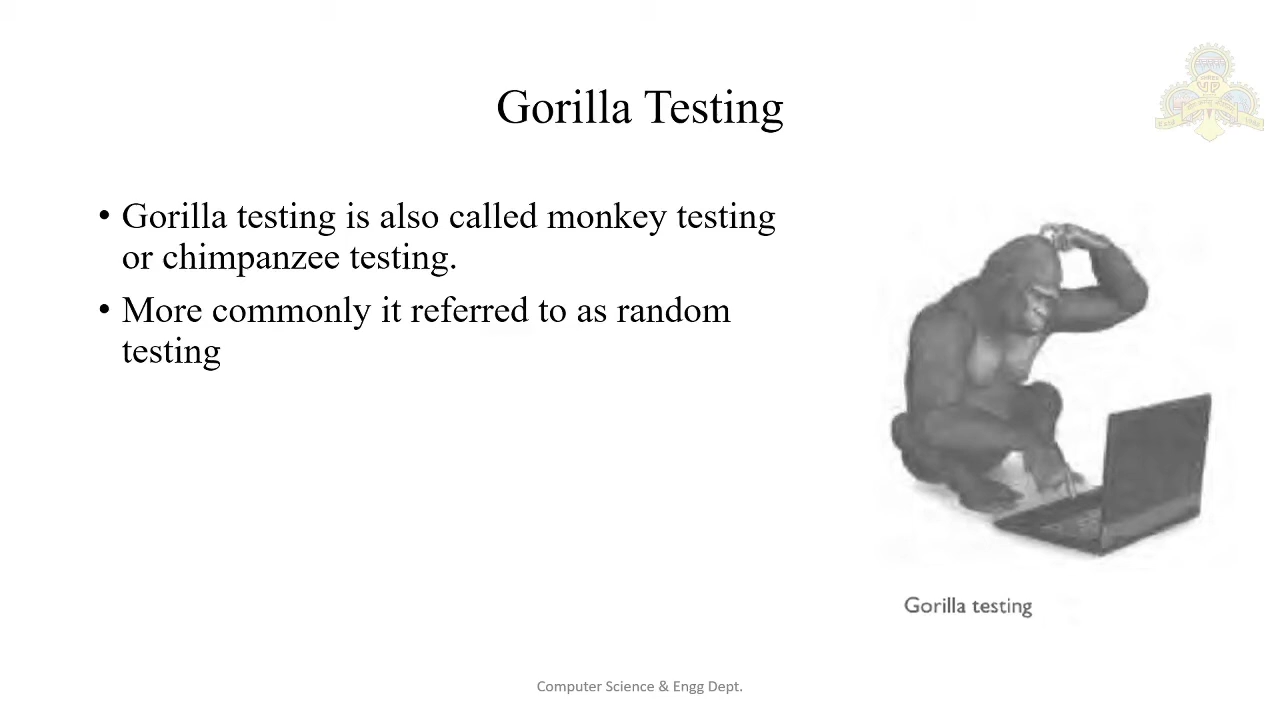 Gorilla Testing
• Gorilla testing is also called monkey testing
or chimpanzee testing.
• More commonly it referred to as random
testing
Gorilla testing
Computer Science & Engg Dept.